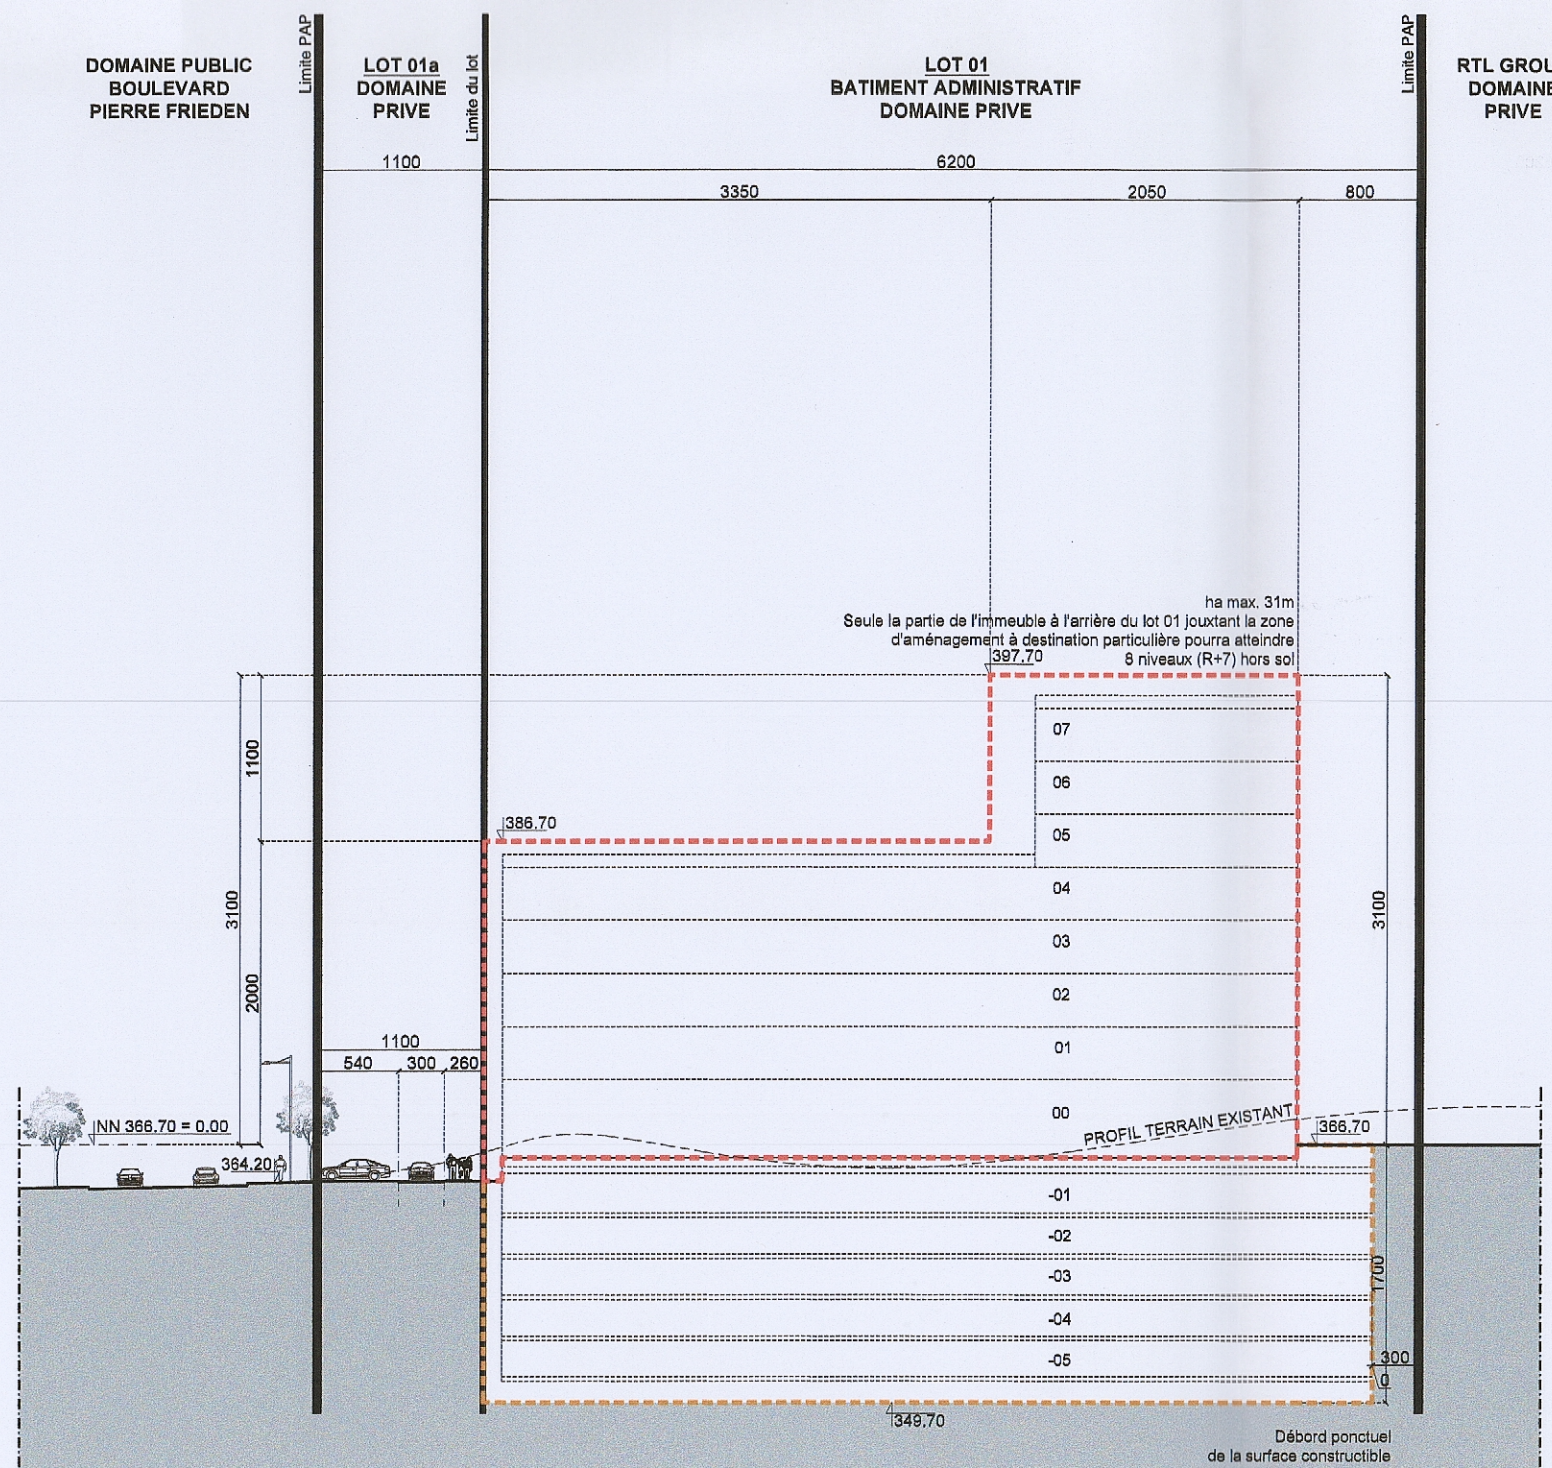 Limite PAP
DOMAINE PUBLIC
BOULEVARD
PIERRE FRIEDEN
LOT 01a
DOMAINE
PRIVE
Limite du lot
LOT 01
BATIMENT ADMINISTRATIF
DOMAINE PRIVE
Limite PAP
RTL GROU
DOMAINE
PRIVE
1100
6200
3350
2050
800
ha max. 31m
Seule la partie de l'immeuble à l'arrière du lot 01 jouxtant la zone
d'aménagement à destination particulière pourra atteindre
8 niveaux (R+7) hors sol
397.70
07
1100
06
386.70
05
04
3100
3100
03
2000
02
1100
01
540
300
260
00
PROFIL TERRAIN EXISTANT
NN 366.70 = 0.00
366.70
364.20
-01
-02
-03
1700
-04
-05
300
0
349.70
Débord ponctuel
de la surface constructible